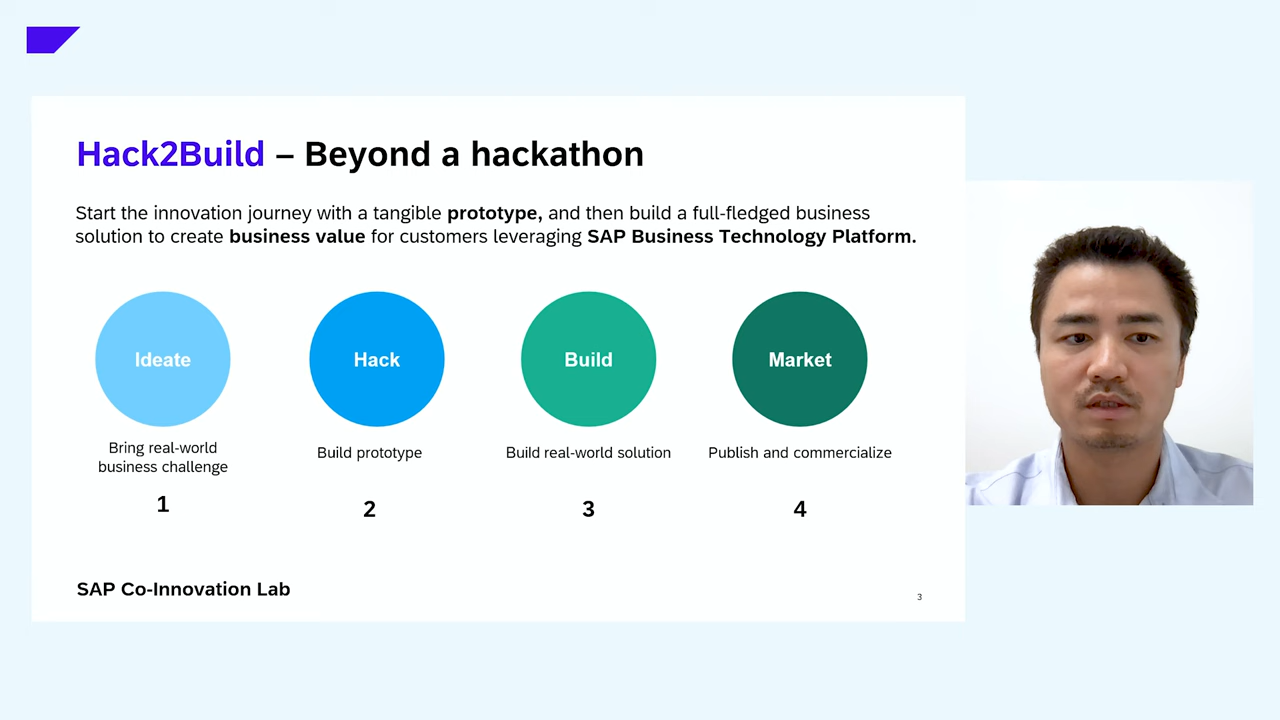 Hack2Build – Beyond a hackathon
Start the innovation journey with a tangible prototype, and then build a full-fledged business
solution to create business value for customers leveraging SAP Business Technology Platform.
Ideate
Hack
Build
Market
Bring real-world
business challenge
Build prototype
Build real-world solution
Publish and commercialize
1
2
3
4
SAP Co-Innovation Lab
3